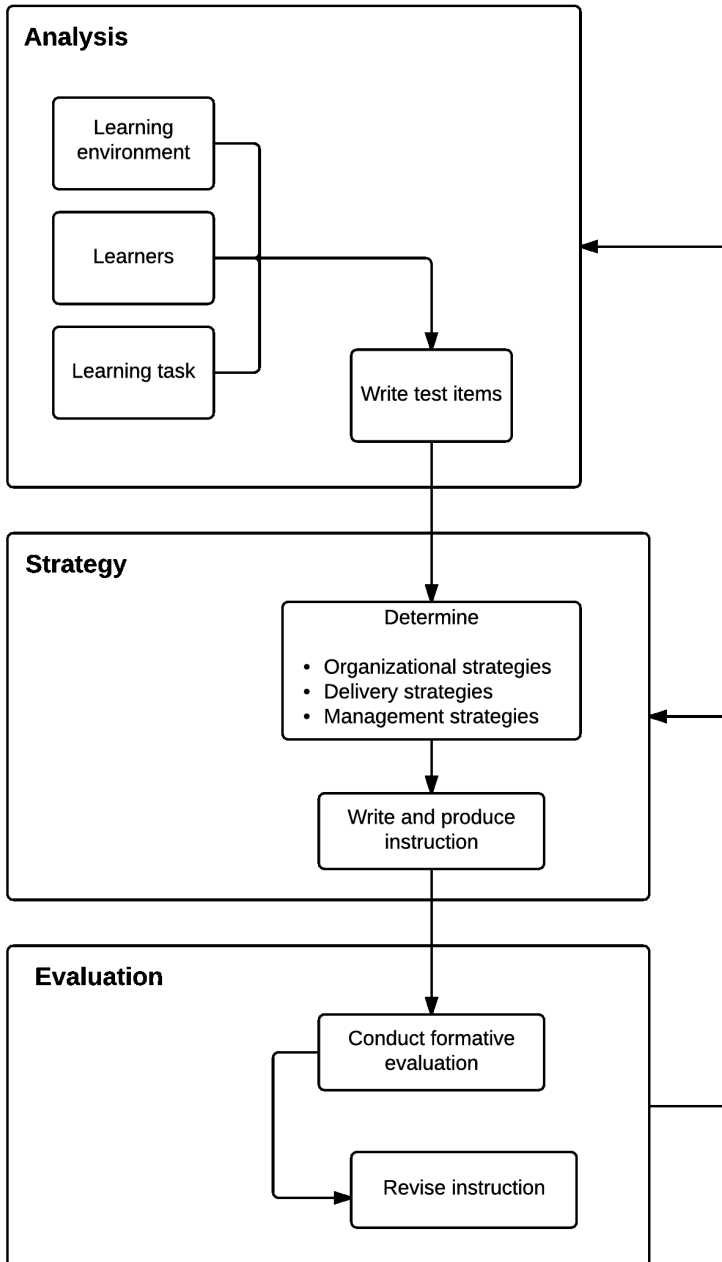 Analysis
Learning
environment
Learners
Learning task
Write test items
Strategy
Determine
• Organizational strategies
• Delivery strategies
• Management strategies
Write and produce
instruction
Evaluation
Conduct formative
evaluation
Revise instruction